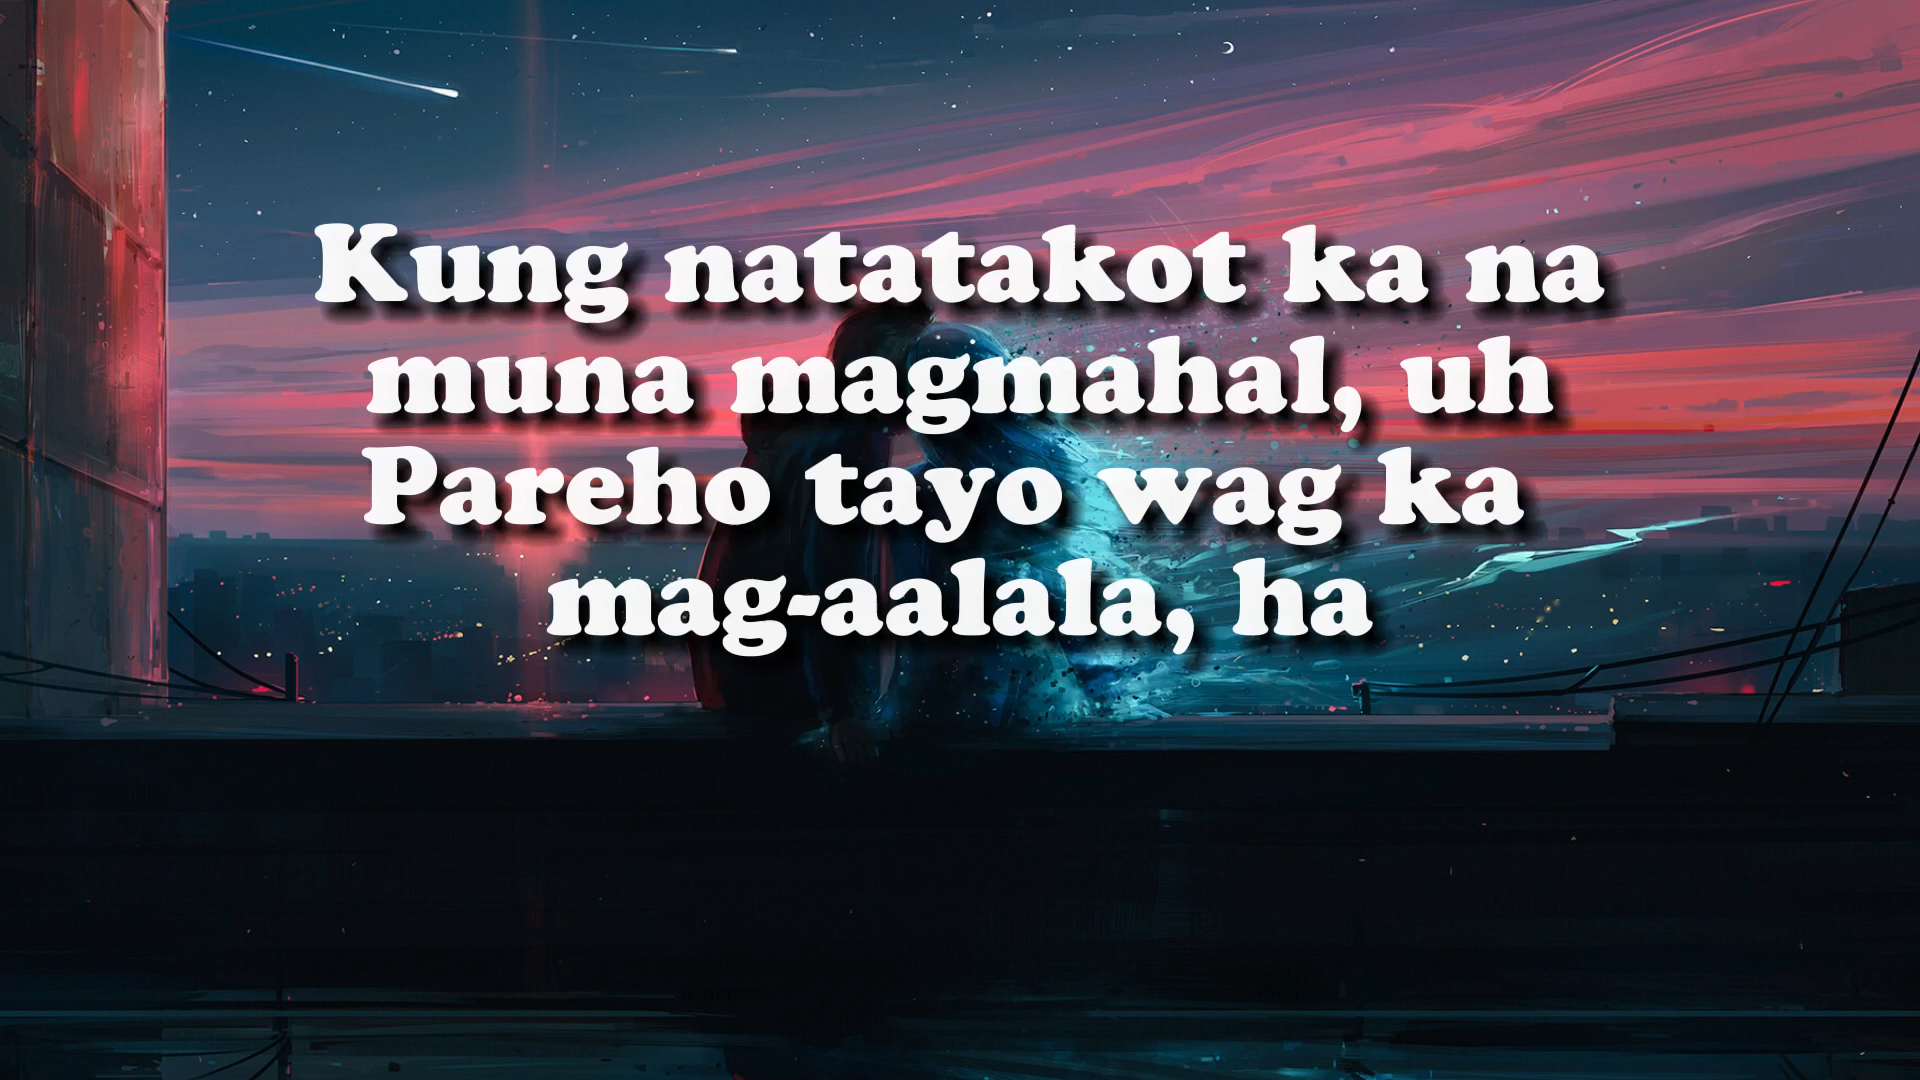 Kung natatakot ka na
muna magmahal, uh
Pareho tayo wag ka
mag-aalala, ha